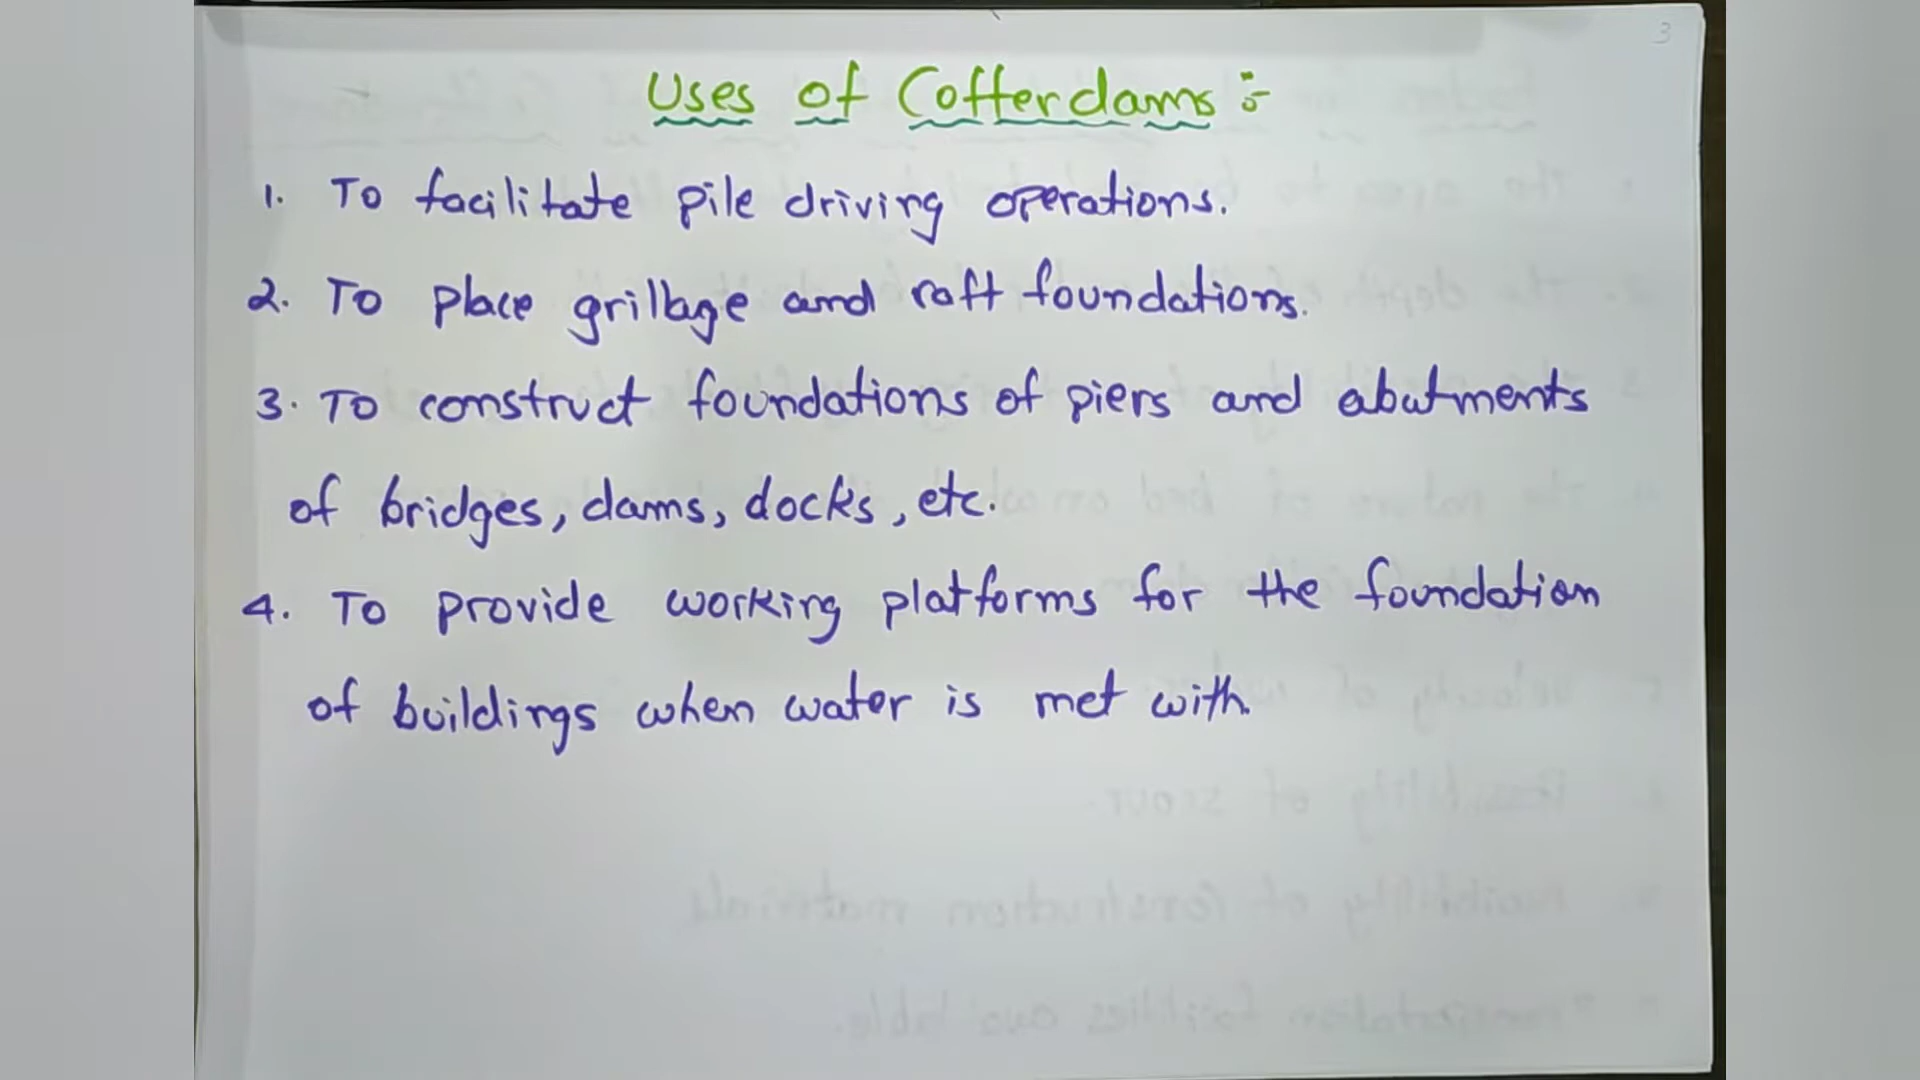 3
Uses of Cofferdams :-
1. To facilitate pile driving operations.
2. To place grillage and raft foundations.
3. To construct foundations of piers and abutments
of bridges, dams, docks, etc.
4. To provide working platforms for the foundation
of buildings when water is met with.